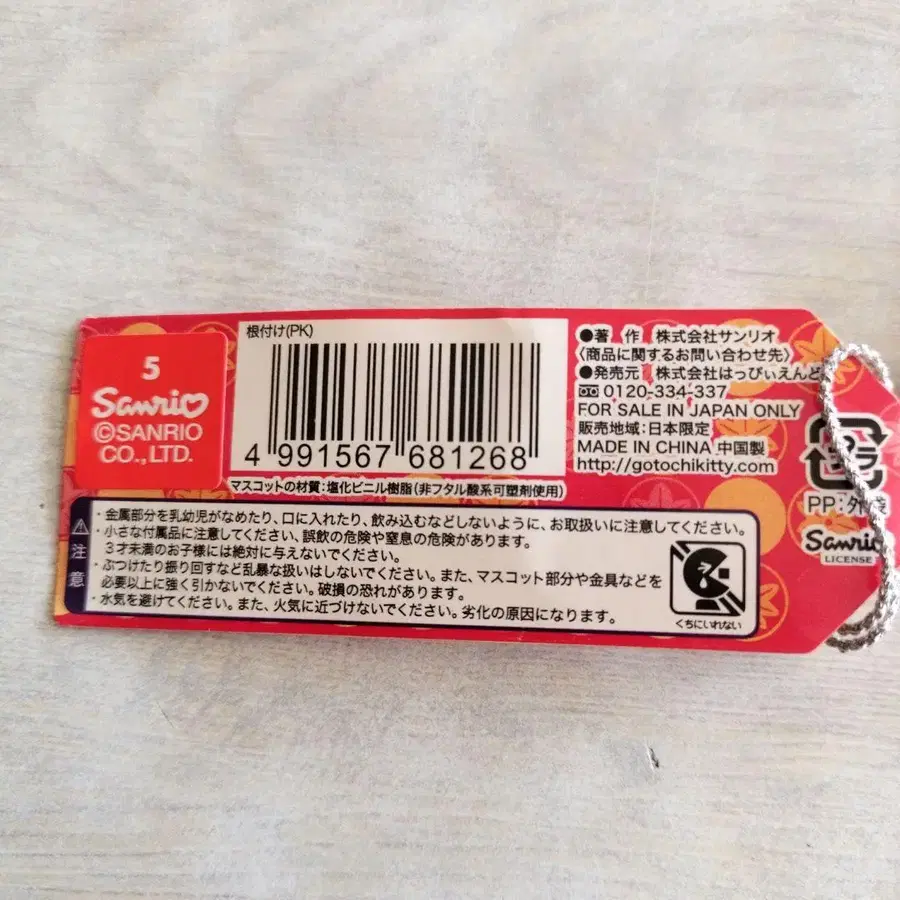 5
Sanrio
©SANRIO
CO., LTD.
根付け(PK)
4 991567 681268
マスコットの材質：塩化ビニル樹脂(非フタル酸系可塑剤使用)
●著 作 株式会社サンリオ
〈商品に関するお問い合わせ先〉
●発売元 株式会社はっぴぃえんど
0120-334-337
FOR SALE IN JAPAN ONLY
販売地域：日本限定
MADE IN CHINA 中国製
http://gotochikitty.com
プラ
PP：外袋
Sanrio
LICENSE
注意
・金属部分を乳幼児がなめたり、口に入れたり、飲み込むなどしないように、お取扱いに注意してください。
・小さな付属品に注意してください、誤飲の危険や窒息の危険があります。
３才未満のお子様には絶対に与えないでください。
・ぶつけたり振り回すなど乱暴な扱いはしないでください。また、マスコット部分や金具などを
必要以上に強く引かないでください。破損の恐れがあります。
・水気を避けてください。また、火気に近づけないでください。劣化の原因になります。
くちにいれない